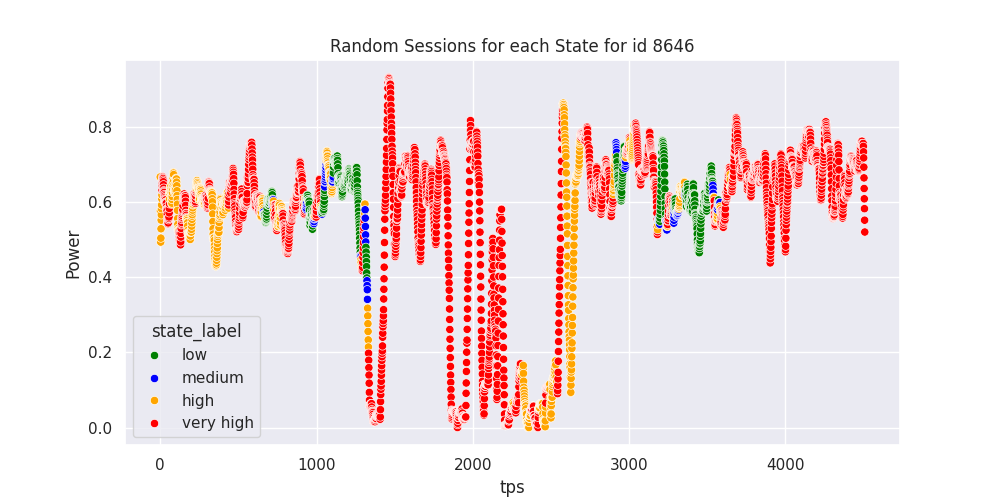 Random Sessions for each State for id 8646
Power
0.8
0.6
0.4
0.2
0.0
state_label
low
medium
high
very high
0 1000 2000 3000 4000
tps